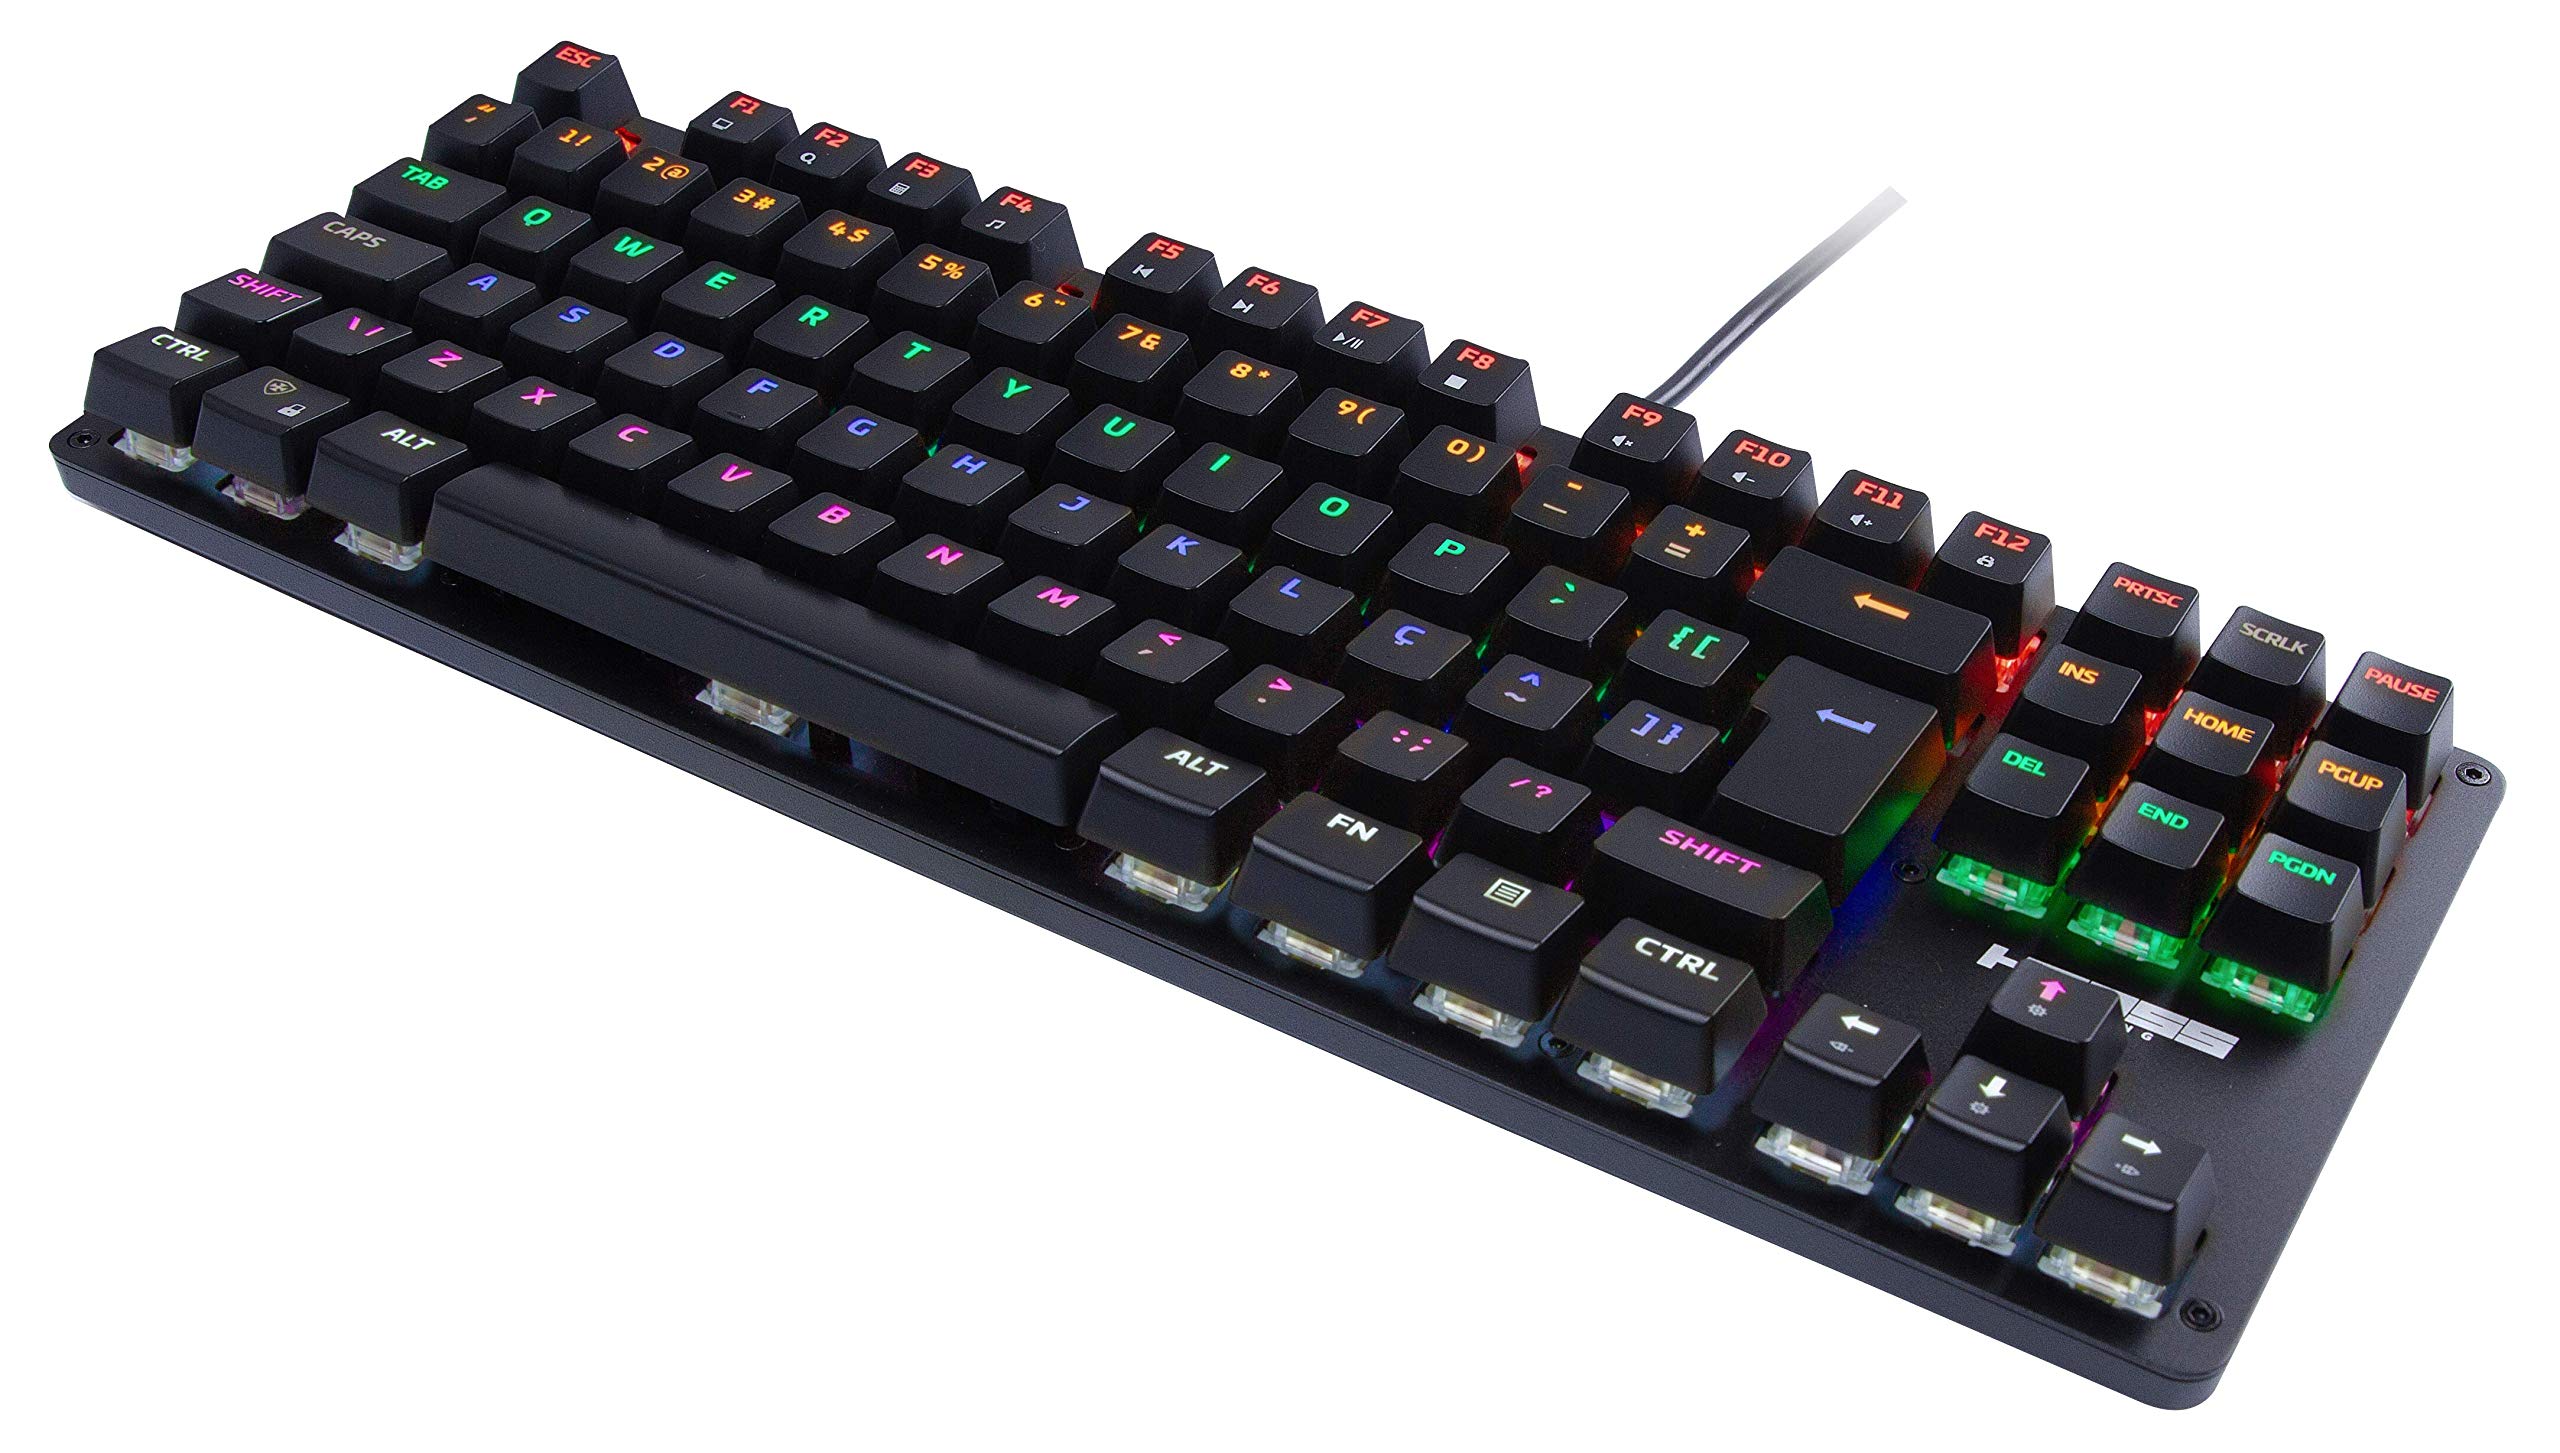 ESC F1 F2 F3 F4 F5 F6 F7 F8 F9 F10 F11 F12 PRTSC SCRLK PAUSE
" ' 1! 2@ 3# 4$ 5% 6¨ 7& 8* 9( 0) - _ + = ← INS HOME PGUP
TAB Q W E R T Y U I O P ` ´ { [ DEL END PGDN
CAPS A S D F G H J K L Ç ^ ~ ] }
SHIFT \ | Z X C V B N M < , > . : ; / ? SHIFT ↑
CTRL ALT ALT FN CTRL ← ↓ →